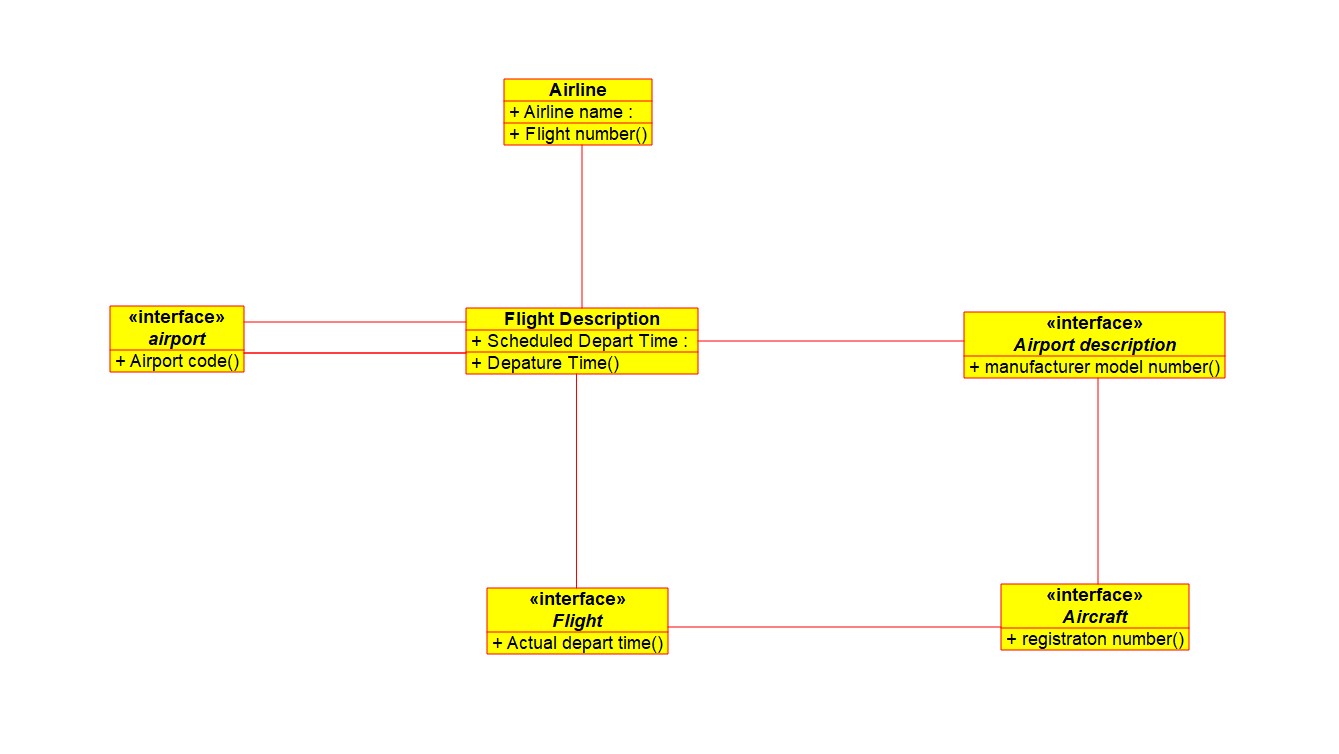 Airline
+ Airline name :
+ Flight number()
«interface»
airport
+ Airport code()
Flight Description
+ Scheduled Depart Time :
+ Depature Time()
«interface»
Airport description
+ manufacturer model number()
«interface»
Flight
+ Actual depart time()
«interface»
Aircraft
+ registraton number()